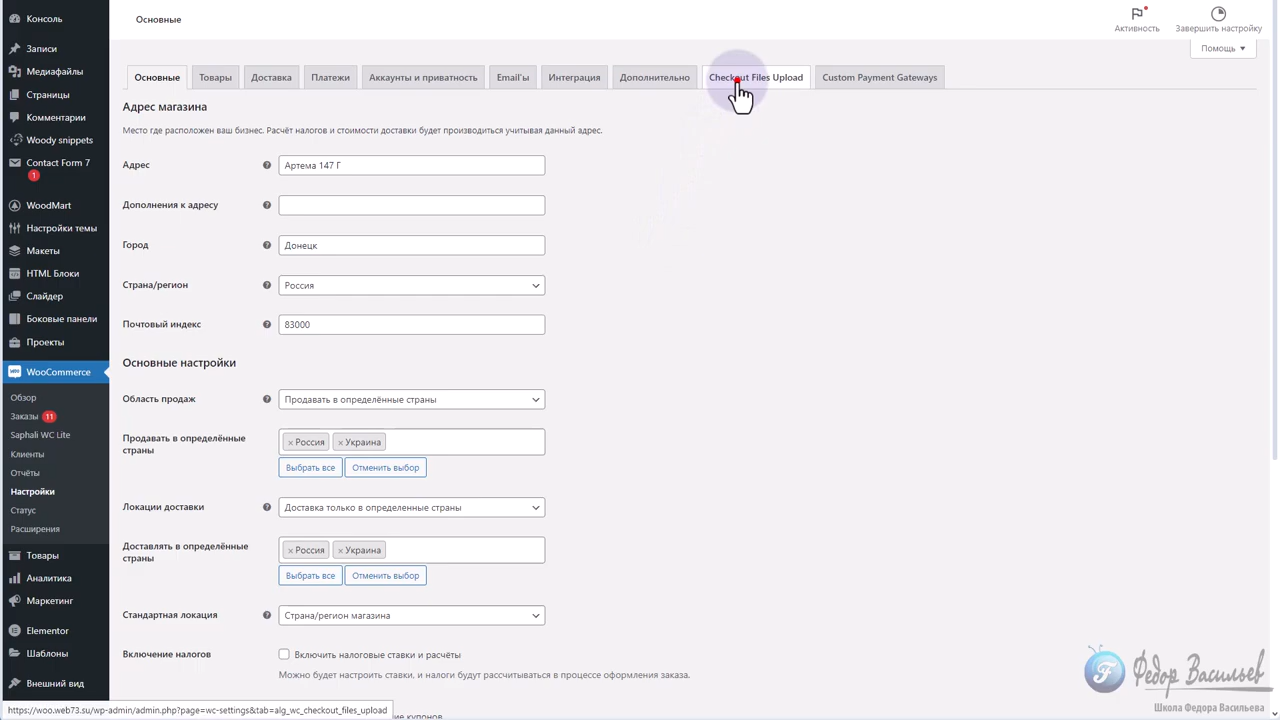 Консоль
Записи
Медиафайлы
Страницы
Комментарии
Woody snippets
Contact Form 7
1
WoodMart
Настройки темы
Макеты
HTML Блоки
Слайдер
Боковые панели
Проекты
WooCommerce
Обзор
Заказы 11
Saphali WC Lite
Клиенты
Отчёты
Настройки
Статус
Расширения
Товары
Аналитика
Маркетинг
Elementor
Шаблоны
Внешний вид
Основные
Активность
Завершить настройку
Помощь ▼
Основные Товары Доставка Платежи Аккаунты и приватность Email'ы Интеграция Дополнительно Checkout Files Upload Custom Payment Gateways
Адрес магазина
Место где расположен ваш бизнес. Расчёт налогов и стоимости доставки будет производиться учитывая данный адрес.
Адрес ? Артема 147 Г
Дополнения к адресу ?
Город ? Донецк
Страна/регион ? Россия
Почтовый индекс ? 83000
Основные настройки
Область продаж ? Продавать в определённые страны
Продавать в определённые
страны
× Россия × Украина
Выбрать все Отменить выбор
Локации доставки ? Доставка только в определенные страны
Доставлять в определённые
страны
× Россия × Украина
Выбрать все Отменить выбор
Стандартная локация ? Страна/регион магазина
Включение налогов Включить налоговые ставки и расчёты
Можно будет настроить ставки, и налоги будут рассчитываться в процессе оформления заказа.
https://woo.web73.su/wp-admin/admin.php?page=wc-settings&tab=alg_wc_checkout_files_upload
купонов
Федор Васильев
Школа Федора Васильева